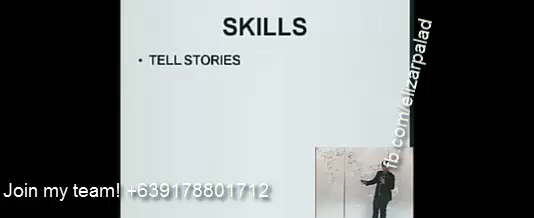 SKILLS
• TELL STORIES
fb.com/elizarpalad
Join my team! +639178801712